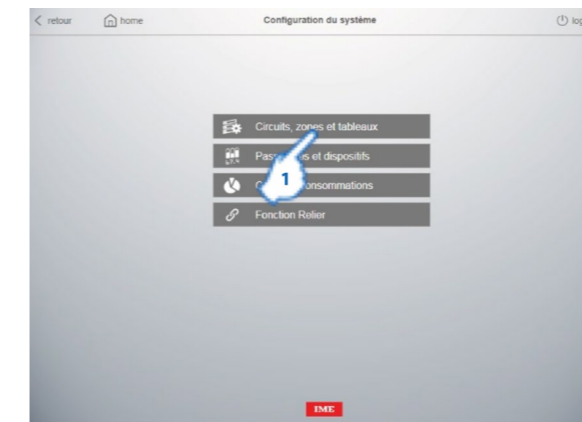 retour
home
Configuration du système
Circuits, zones et tableaux
et dispositifs
1
Fonction Relier
IME